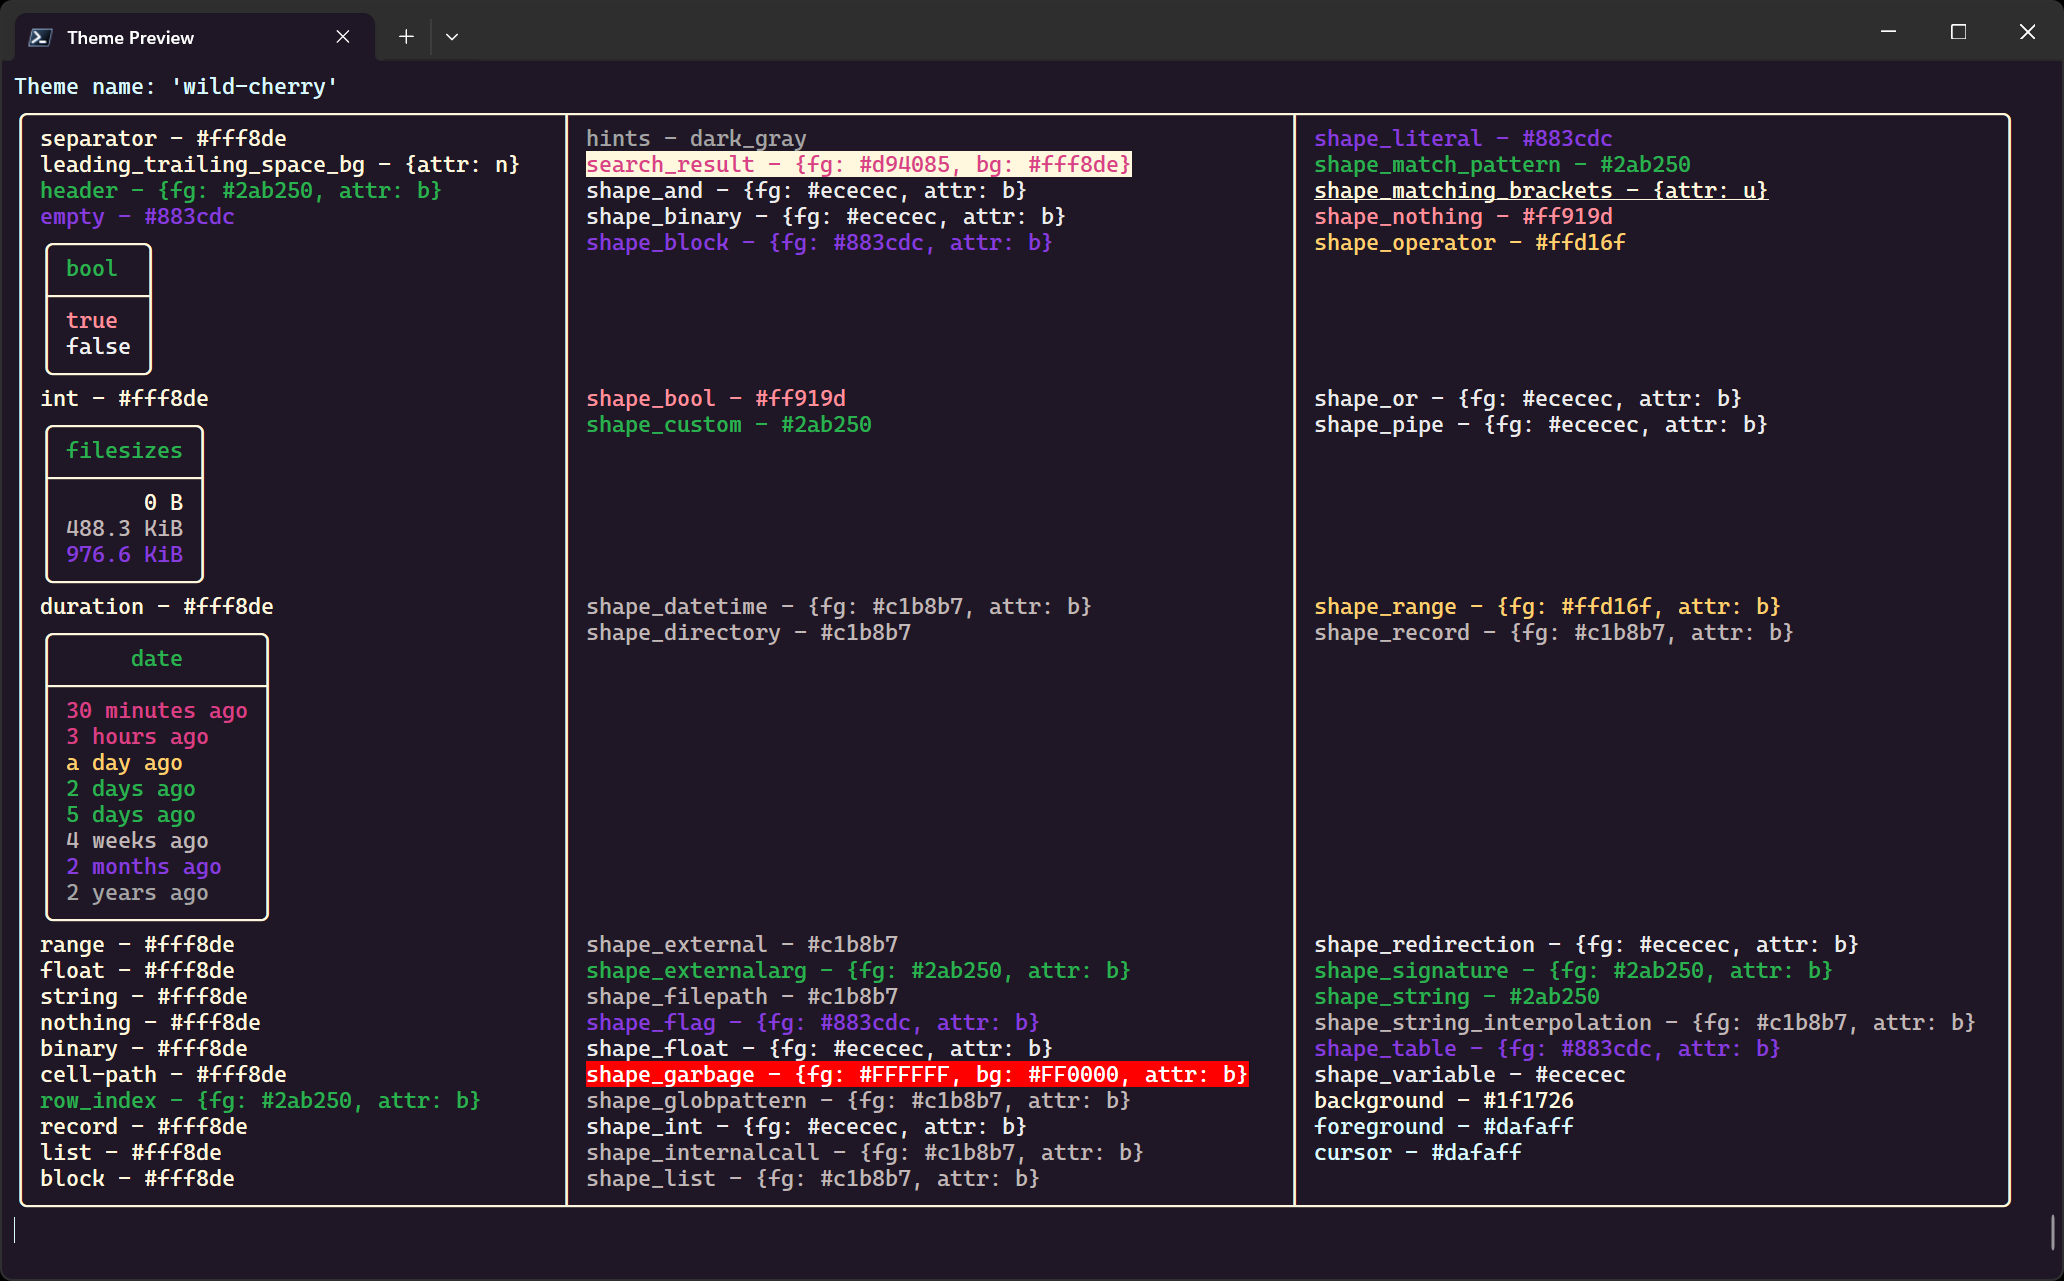 Theme Preview
Theme name: 'wild-cherry'
separator - #fff8de
leading_trailing_space_bg - {attr: n}
header - {fg: #2ab250, attr: b}
empty - #883cdc
bool
true
false
int - #fff8de
filesizes
0 B
488.3 KiB
976.6 KiB
duration - #fff8de
date
30 minutes ago
3 hours ago
a day ago
2 days ago
5 days ago
4 weeks ago
2 months ago
2 years ago
range - #fff8de
float - #fff8de
string - #fff8de
nothing - #fff8de
binary - #fff8de
cell-path - #fff8de
row_index - {fg: #2ab250, attr: b}
record - #fff8de
list - #fff8de
block - #fff8de
hints - dark_gray
search_result - {fg: #d94085, bg: #fff8de}
shape_and - {fg: #ececec, attr: b}
shape_binary - {fg: #ececec, attr: b}
shape_block - {fg: #883cdc, attr: b}
shape_bool - #ff919d
shape_custom - #2ab250
shape_datetime - {fg: #c1b8b7, attr: b}
shape_directory - #c1b8b7
shape_external - #c1b8b7
shape_externalarg - {fg: #2ab250, attr: b}
shape_filepath - #c1b8b7
shape_flag - {fg: #883cdc, attr: b}
shape_float - {fg: #ececec, attr: b}
shape_garbage - {fg: #FFFFFF, bg: #FF0000, attr: b}
shape_globpattern - {fg: #c1b8b7, attr: b}
shape_int - {fg: #ececec, attr: b}
shape_internalcall - {fg: #c1b8b7, attr: b}
shape_list - {fg: #c1b8b7, attr: b}
shape_literal - #883cdc
shape_match_pattern - #2ab250
shape_matching_brackets - {attr: u}
shape_nothing - #ff919d
shape_operator - #ffd16f
shape_or - {fg: #ececec, attr: b}
shape_pipe - {fg: #ececec, attr: b}
shape_range - {fg: #ffd16f, attr: b}
shape_record - {fg: #c1b8b7, attr: b}
shape_redirection - {fg: #ececec, attr: b}
shape_signature - {fg: #2ab250, attr: b}
shape_string - #2ab250
shape_string_interpolation - {fg: #c1b8b7, attr: b}
shape_table - {fg: #883cdc, attr: b}
shape_variable - #ececec
background - #1f1726
foreground - #dafaff
cursor - #dafaff